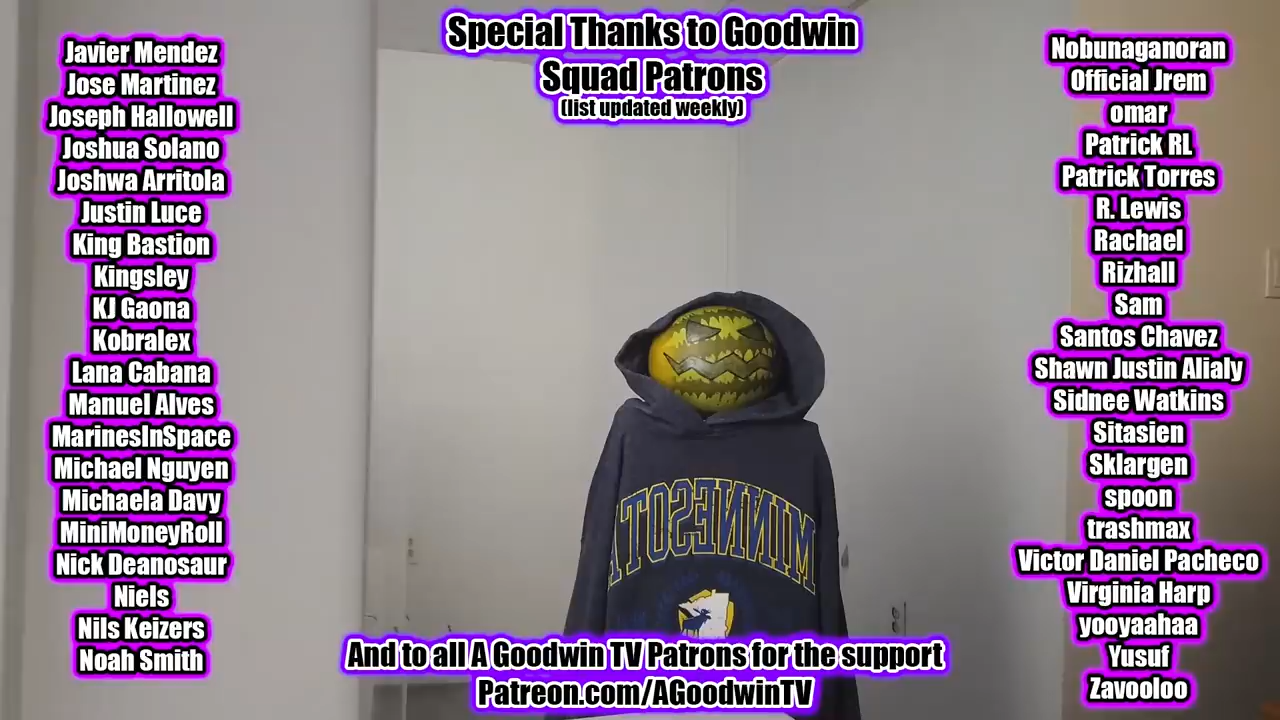 Special Thanks to Goodwin
Squad Patrons
(list updated weekly)
Javier Mendez
Jose Martinez
Joseph Hallowell
Joshua Solano
Joshwa Arritola
Justin Luce
King Bastion
Kingsley
KJ Gaona
Kobralex
Lana Cabana
Manuel Alves
MarinesInSpace
Michael Nguyen
Michaela Davy
MiniMoneyRoll
Nick Deanosaur
Niels
Nils Keizers
Noah Smith
Nobunaganoran
Official Jrem
omar
Patrick RL
Patrick Torres
R. Lewis
Rachael
Rizhall
Sam
Santos Chavez
Shawn Justin Alialy
Sidnee Watkins
Sitasien
Sklargen
spoon
trashmax
Victor Daniel Pacheco
Virginia Harp
yooyaahaa
Yusuf
Zavooloo
MINNESOTA
And to all A Goodwin TV Patrons for the support
Patreon.com/AGoodwinTV